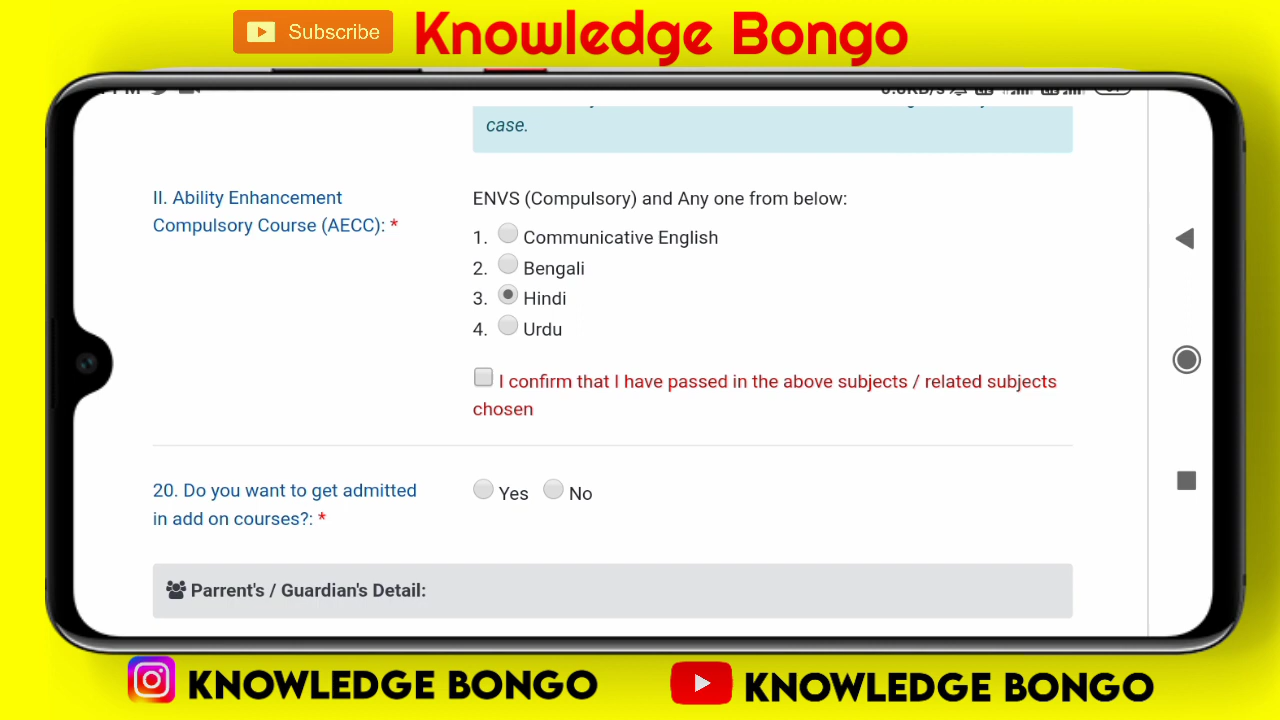 Subscribe Knowledge Bongo
case.
II. Ability Enhancement
Compulsory Course (AECC): *
ENVS (Compulsory) and Any one from below:
1. Communicative English
2. Bengali
3. Hindi
4. Urdu
I confirm that I have passed in the above subjects / related subjects
chosen
20. Do you want to get admitted
in add on courses?: *
Yes No
Parrent's / Guardian's Detail:
KNOWLEDGE BONGO
KNOWLEDGE BONGO